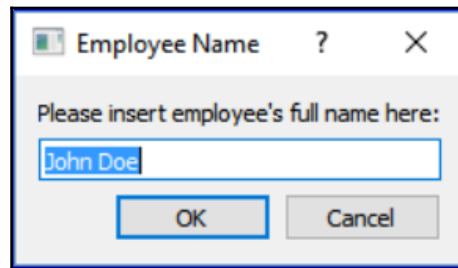 Employee Name ? ×
Please insert employee's full name here:
John Doe
OK Cancel